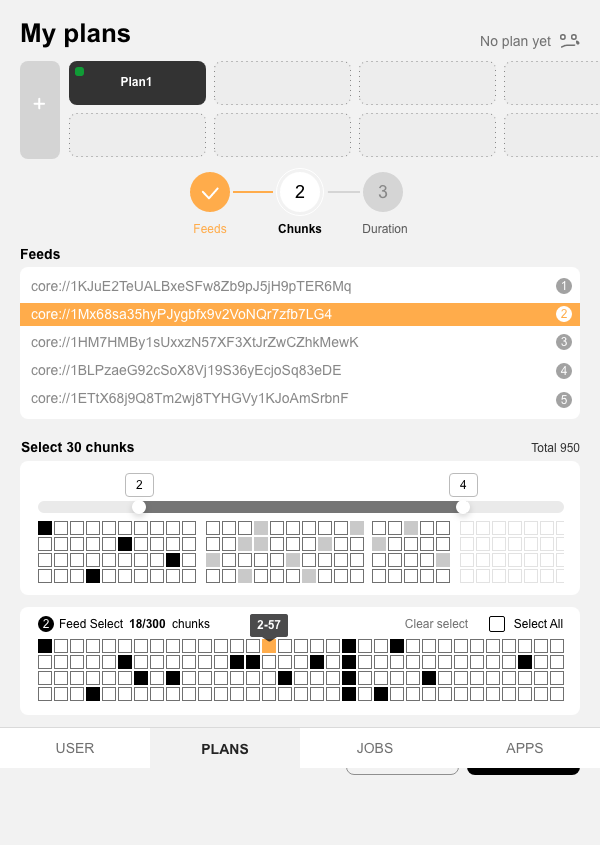 My plans
No plan yet
+
Plan1
2
3
Feeds
Chunks
Duration
Feeds
core://1KJuE2TeUALBxeSFw8Zb9pJ5jH9pTER6Mq
1
core://1Mx68sa35hyPJygbfx9v2VoNQr7zfb7LG4
2
core://1HM7HMBy1sUxxzN57XF3XtJrZwCZhkMewK
3
core://1BLPzaeG92cSoX8Vj19S36yEcjoSq83eDE
4
core://1ETtX68j9Q8Tm2wj8TYHGVy1KJoAmSrbnF
5
Select 30 chunks
Total 950
2
4
2 Feed Select 18/300 chunks
2-57
Clear select
Select All
USER
PLANS
JOBS
APPS